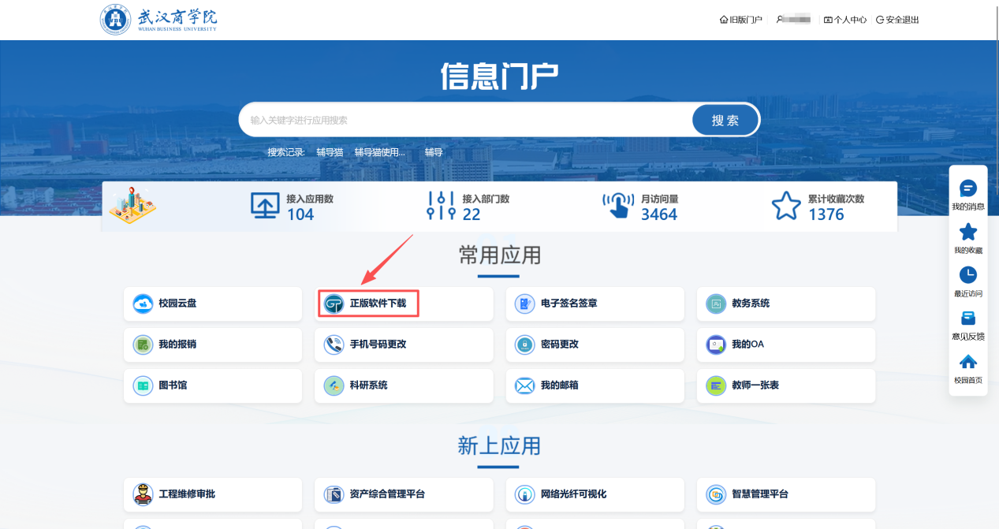 武汉商学院
WUHAN BUSINESS UNIVERSITY
旧版门户 个人中心 安全退出
信息门户
输入关键字进行应用搜索 搜索
搜索记录: 辅导猫 辅导猫使用... 辅导
接入应用数 接入部门数 月访问量 累计收藏次数
104 22 3464 1376
我的消息
我的收藏
最近访问
意见反馈
校园首页
常用应用
校园云盘 正版软件下载 电子签名签章 教务系统
我的报销 手机号码更改 密码更改 我的OA
图书馆 科研系统 我的邮箱 教师一张表
新上应用
工程维修审批 资产综合管理平台 网络光纤可视化 智慧管理平台